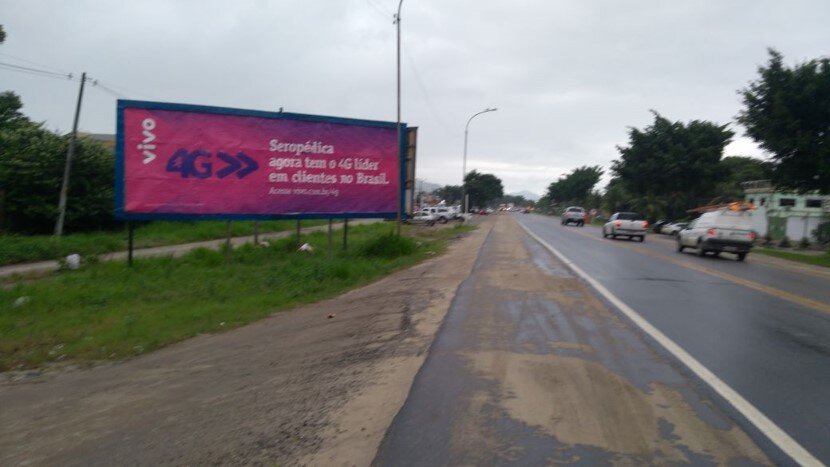 vivo
4G
Seropédica
agora tem o 4G líder
em clientes no Brasil.
Acesse vivo.com.br/4g